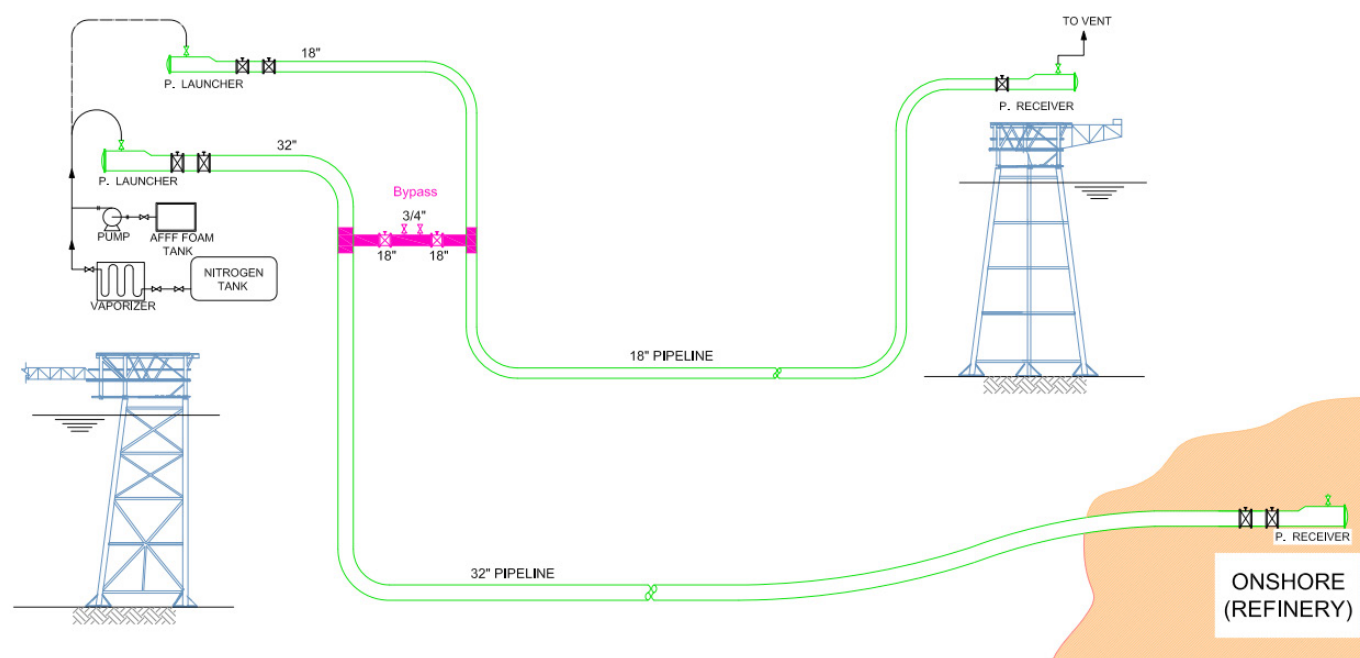 TO VENT
18"
P. LAUNCHER
P. RECEIVER
32"
P. LAUNCHER
Bypass
3/4"
PUMP
AFFF FOAM
TANK
18"
18"
NITROGEN
TANK
VAPORIZER
18" PIPELINE
P. RECEIVER
32" PIPELINE
ONSHORE
(REFINERY)